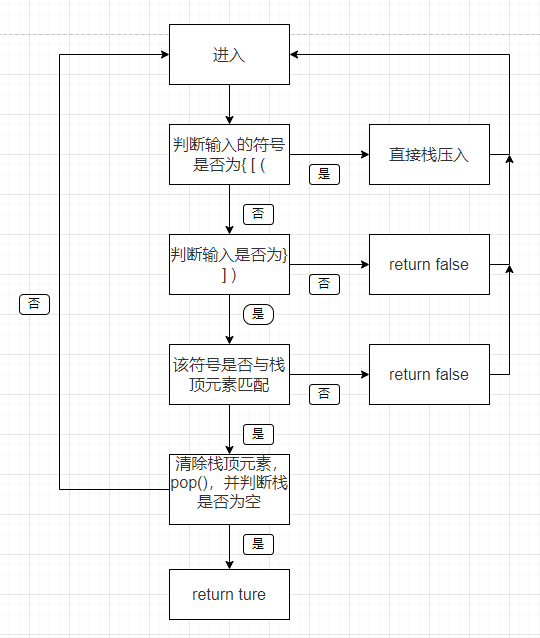 进入
判断输入的符号
是否为{ [ (
是
直接栈压入
否
判断输入是否为}
] )
否
return false
否
是
该符号是否与栈
顶元素匹配
否
return false
是
清除栈顶元素，
pop()，并判断栈
是否为空
是
return ture